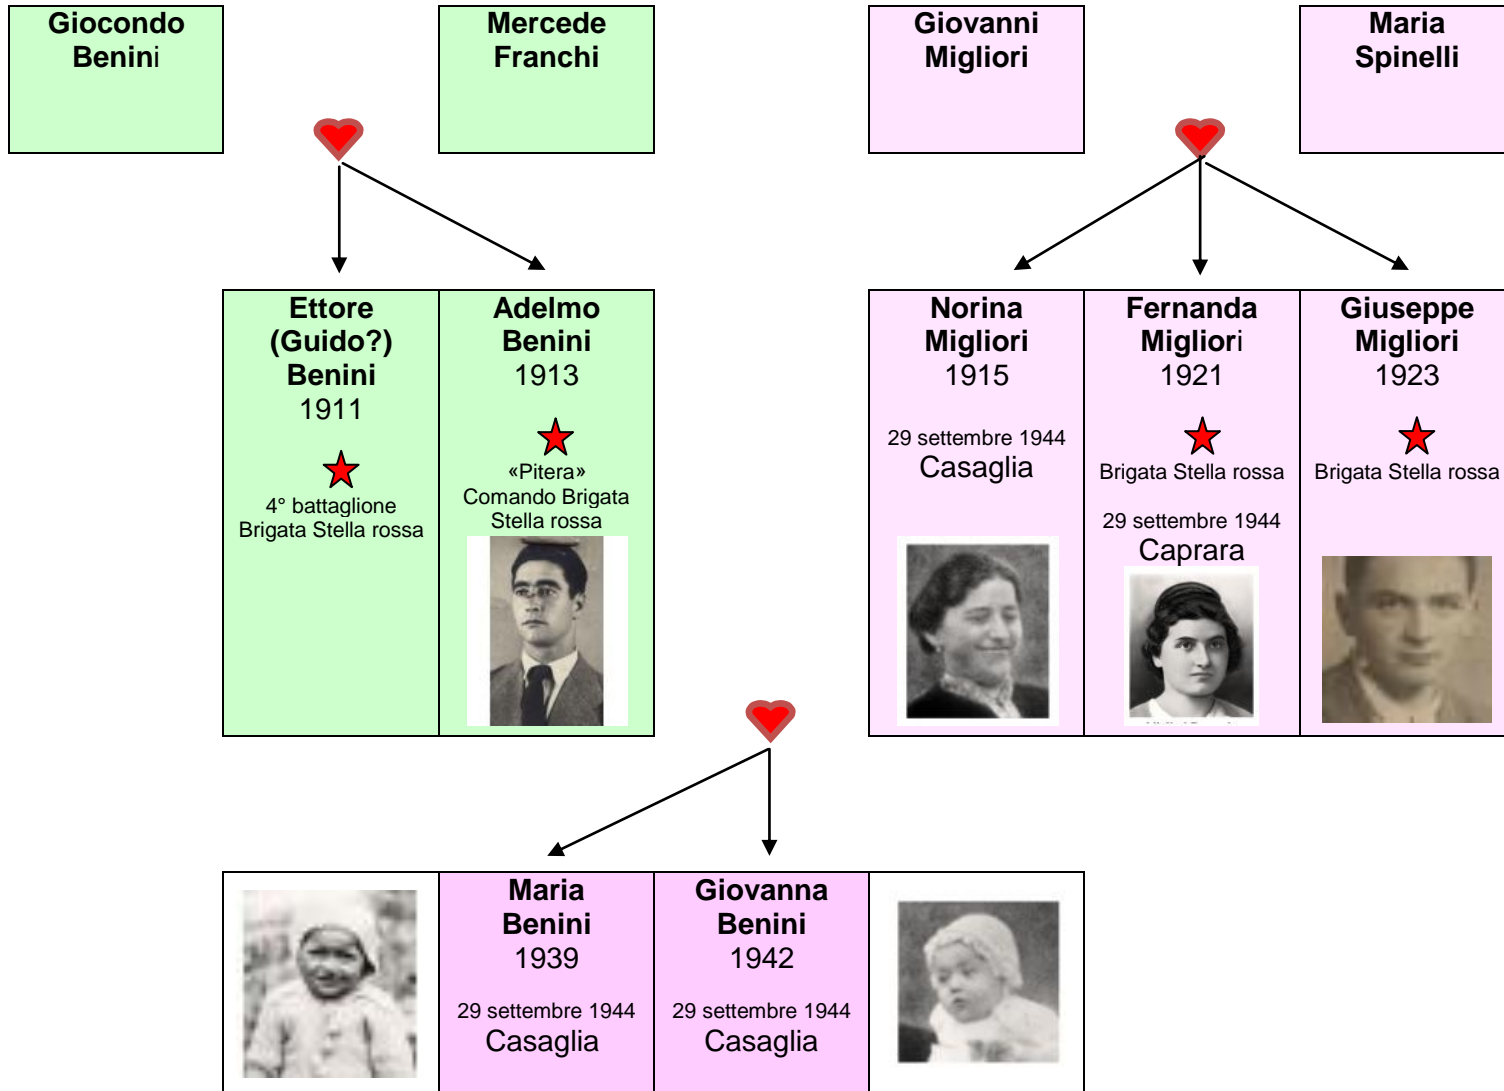 Giocondo
Benini
Mercede
Franchi
Giovanni
Migliori
Maria
Spinelli
Ettore
(Guido?)
Benini
1911
4° battaglione
Brigata Stella rossa
Adelmo
Benini
1913
«Pitera»
Comando Brigata
Stella rossa
Norina
Migliori
1915
29 settembre 1944
Casaglia
Fernanda
Migliori
1921
Brigata Stella rossa
29 settembre 1944
Caprara
Giuseppe
Migliori
1923
Brigata Stella rossa
Maria
Benini
1939
29 settembre 1944
Casaglia
Giovanna
Benini
1942
29 settembre 1944
Casaglia